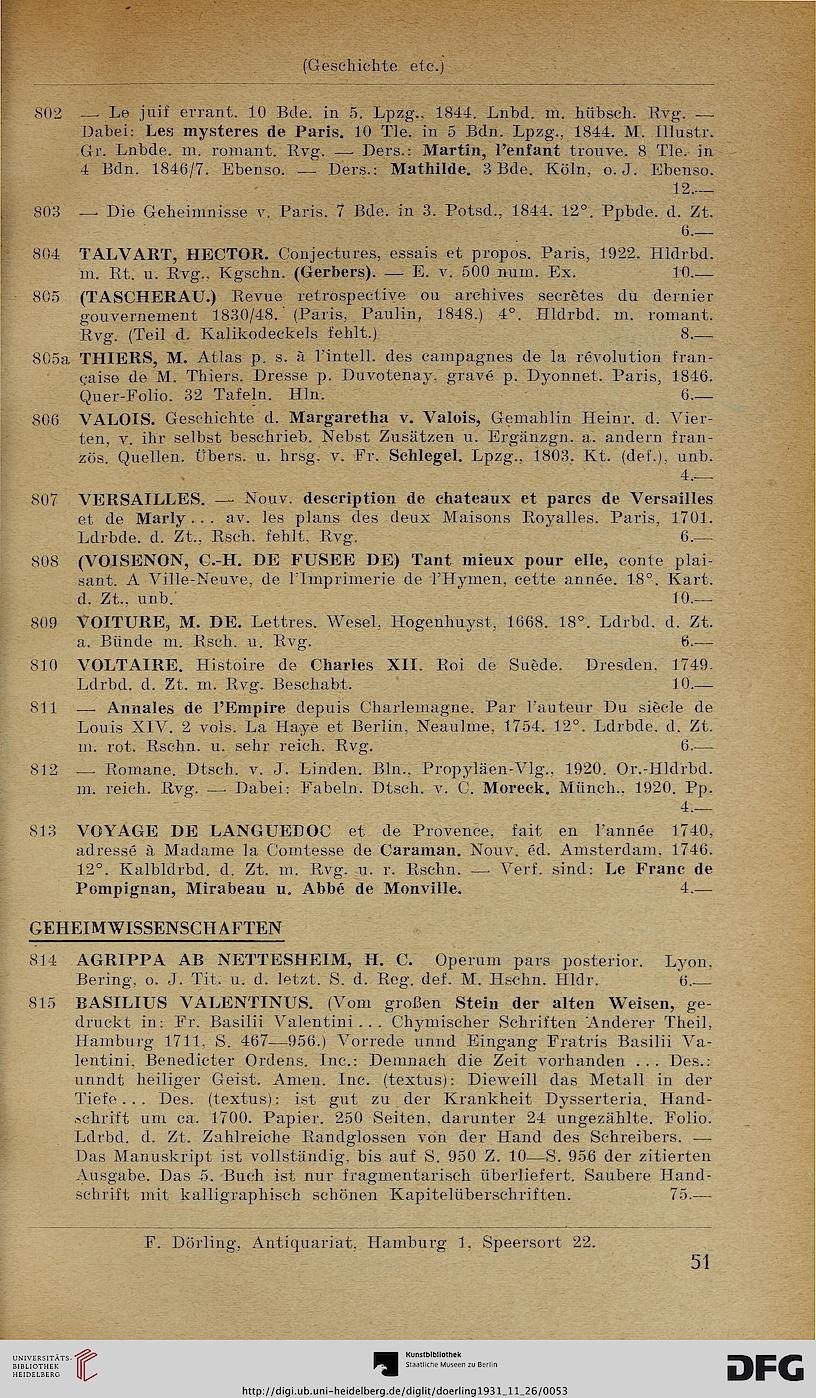 (Geschichte etc.)
802 —. Le juif errant. 10 Bde. in 5. Lpzg., 1844. Lnbd. m. hübsch. Rvg. —
Dabei: Les mysteres de Paris. 10 Tle. in 5 Bdn. Lpzg., 1844. M. Illustr.
Gr. Lnbde. m. romant. Rvg. — Ders.: Martin, l'enfant trouve. 8 Tle. in
4 Bdn. 1846/7. Ebenso. — Ders.: Mathilde. 3 Bde. Köln, o. J. Ebenso.
12.—
803 —. Die Geheimnisse v. Paris. 7 Bde. in 3. Potsd., 1844. 12°. Ppbde. d. Zt.
6.—
804 TALVART, HECTOR. Conjectures, essais et propos. Paris, 1922. Hldrbd.
m. Rt. u. Rvg., Kgschn. (Gerbers). — E. v. 500 num. Ex. 10.—
805 (TASCHERAU.) Revue retrospective ou archives secrètes du dernier
gouvernement 1830/48. (Paris, Paulin, 1848.) 4°. Hldrbd. m. romant.
Rvg. (Teil d. Kalikodeckels fehlt.) 8.—
805a THIERS, M. Atlas p. s. à l'intell. des campagnes de la révolution fran-
çaise de M. Thiers. Dresse p. Duvotenay, gravé p. Dyonnet. Paris, 1846.
Quer-Folio. 32 Tafeln. Hln. 6.—
806 VALOIS. Geschichte d. Margaretha v. Valois, Gemahlin Heinr. d. Vier-
ten, v. ihr selbst beschrieb. Nebst Zusätzen u. Ergänzgn. a. andern fran-
zös. Quellen. Übers. u. hrsg. v. Fr. Schlegel. Lpzg., 1803. Kt. (def.), unb.
4.—
807 VERSAILLES. — Nouv. description de chateaux et parcs de Versailles
et de Marly... av. les plans des deux Maisons Royalles. Paris, 1701.
Ldrbde. d. Zt., Rsch. fehlt, Rvg. 6.—
808 (VOISENON, C.-H. DE FUSEE DE) Tant mieux pour elle, conte plai-
sant. A Ville-Neuve, de l'Imprimerie de l'Hymen, cette année. 18°. Kart.
d. Zt., unb. 10.—
809 VOITURE, M. DE. Lettres. Wesel, Hogenhuyst, 1668. 18°. Ldrbd. d. Zt.
a. Bünde m. Rsch. u. Rvg. 6.—
810 VOLTAIRE. Histoire de Charles XII. Roi de Suède. Dresden, 1749.
Ldrbd. d. Zt. m. Rvg. Beschabt. 10.—
811 — Annales de l'Empire depuis Charlemagne. Par l'auteur Du siècle de
Louis XIV. 2 vols. La Haye et Berlin, Neaulme, 1754. 12°. Ldrbde. d. Zt.
m. rot. Rschn. u. sehr reich. Rvg. 6.—
812 —. Romane. Dtsch. v. J. Linden. Bln., Propyläen-Vlg., 1920. Or.-Hldrbd.
m. reich. Rvg. —. Dabei: Fabeln. Dtsch. v. C. Moreck. Münch., 1920. Pp.
4.—
813 VOYAGE DE LANGUEDOC et de Provence, fait en l'année 1740,
adressé à Madame la Comtesse de Caraman. Nouv. éd. Amsterdam, 1746.
12°. Kalbldrbd. d. Zt. m. Rvg. u. r. Rschn. — Verf. sind: Le Franc de
Pompignan, Mirabeau u. Abbé de Monville. 4.—
GEHEIMWISSENSCHAFTEN
814 AGRIPPA AB NETTESHEIM, H. C. Operum pars posterior. Lyon,
Bering, o. J. Tit. u. d. letzt. S. d. Reg. def. M. Hschn. Hldr. 6.—
815 BASILIUS VALENTINUS. (Vom großen Stein der alten Weisen, ge-
druckt in: Fr. Basilii Valentini... Chymischer Schriften Anderer Theil,
Hamburg 1711, S. 467—956.) Vorrede unnd Eingang Fratris Basilii Va-
lentini, Benedicter Ordens. Inc.: Demnach die Zeit vorhanden ... Des.:
unndt heiliger Geist. Amen. Inc. (textus): Dieweill das Metall in der
Tiefe... Des. (textus): ist gut zu der Krankheit Dysserteria. Hand-
schrift um ca. 1700. Papier. 250 Seiten, darunter 24 ungezählte. Folio.
Ldrbd. d. Zt. Zahlreiche Randglossen von der Hand des Schreibers. —
Das Manuskript ist vollständig, bis auf S. 950 Z. 10—S. 956 der zitierten
Ausgabe. Das 5. Buch ist nur fragmentarisch überliefert. Saubere Hand-
schrift mit kalligraphisch schönen Kapitelüberschriften. 75.—
F. Dörling, Antiquariat, Hamburg 1, Speersort 22.
51
UNIVERSITÄTS-
BIBLIOTHEK
HEIDELBERG
Kunstbibliothek
Staatliche Museen zu Berlin
DFG
http://digi.ub.uni-heidelberg.de/diglit/doerling1931_11_26/0053